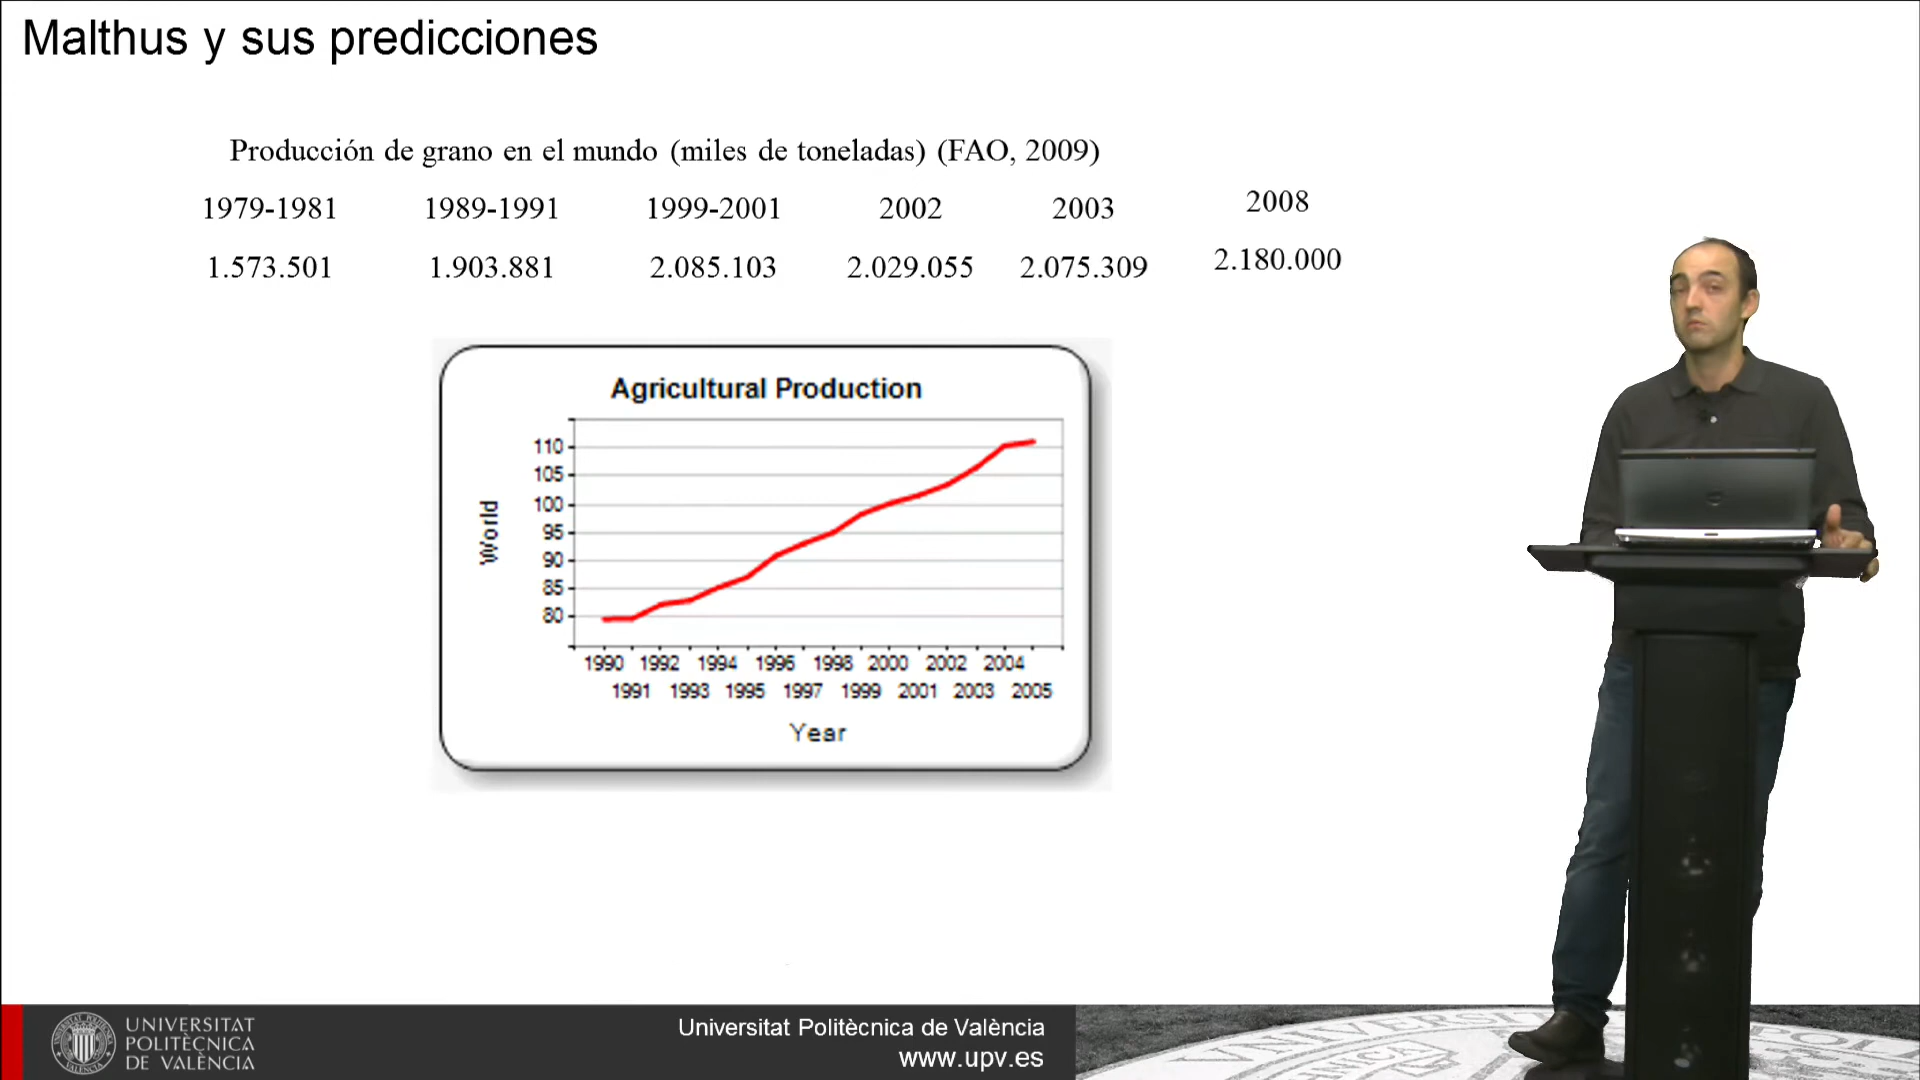 Malthus y sus predicciones
Producción de grano en el mundo (miles de toneladas) (FAO, 2009)
1979-1981 1989-1991 1999-2001 2002 2003 2008
1.573.501 1.903.881 2.085.103 2.029.055 2.075.309 2.180.000
Agricultural Production
World
110
105
100
95
90
85
80
1990 1992 1994 1996 1998 2000 2002 2004
1991 1993 1995 1997 1999 2001 2003 2005
Year
UNIVERSITAT
POLITÈCNICA
DE VALÈNCIA
Universitat Politècnica de València
www.upv.es